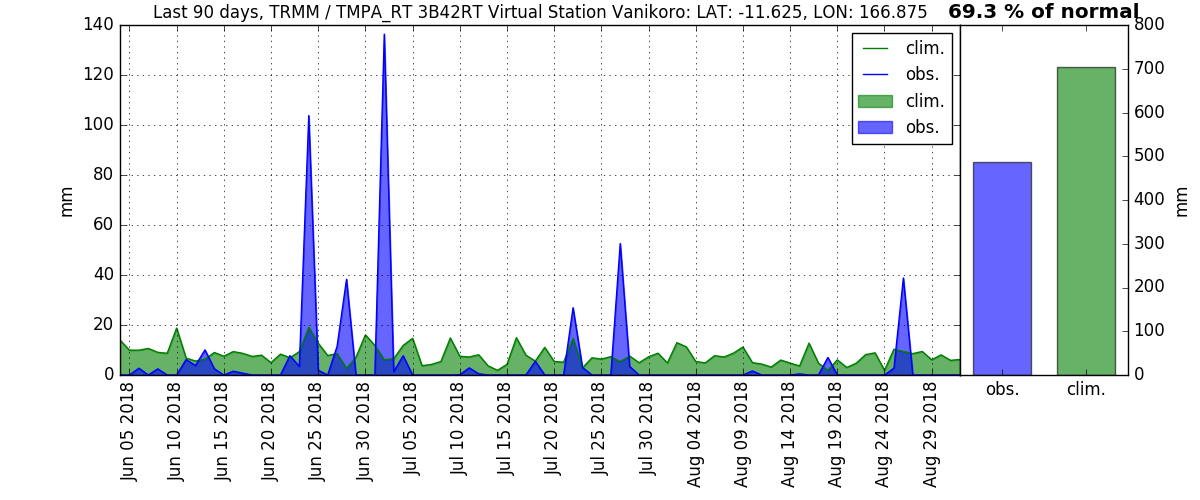 Last 90 days, TRMM / TMPA_RT 3B42RT Virtual Station Vanikoro: LAT: -11.625, LON: 166.875
69.3 % of normal
140
120
100
80
60
40
20
0
mm
clim.
obs.
clim.
obs.
800
700
600
500
400
300
200
100
0
mm
Jun 05 2018
Jun 10 2018
Jun 15 2018
Jun 20 2018
Jun 25 2018
Jun 30 2018
Jul 05 2018
Jul 10 2018
Jul 15 2018
Jul 20 2018
Jul 25 2018
Jul 30 2018
Aug 04 2018
Aug 09 2018
Aug 14 2018
Aug 19 2018
Aug 24 2018
Aug 29 2018
obs.
clim.